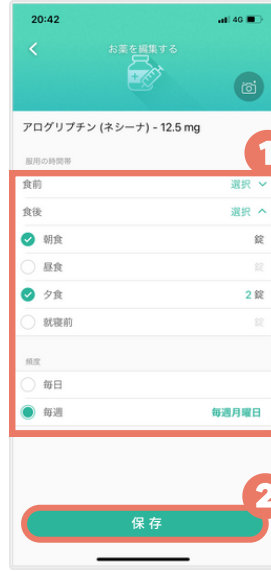 20:42
4G
お薬を編集する
アログリプチン (ネシーナ) - 12.5 mg
1
服用の時間帯
食前 選択
食後 選択
朝食 錠
昼食 錠
夕食 2 錠
就寝前 錠
頻度
毎日
毎週 毎週月曜日
2
保存